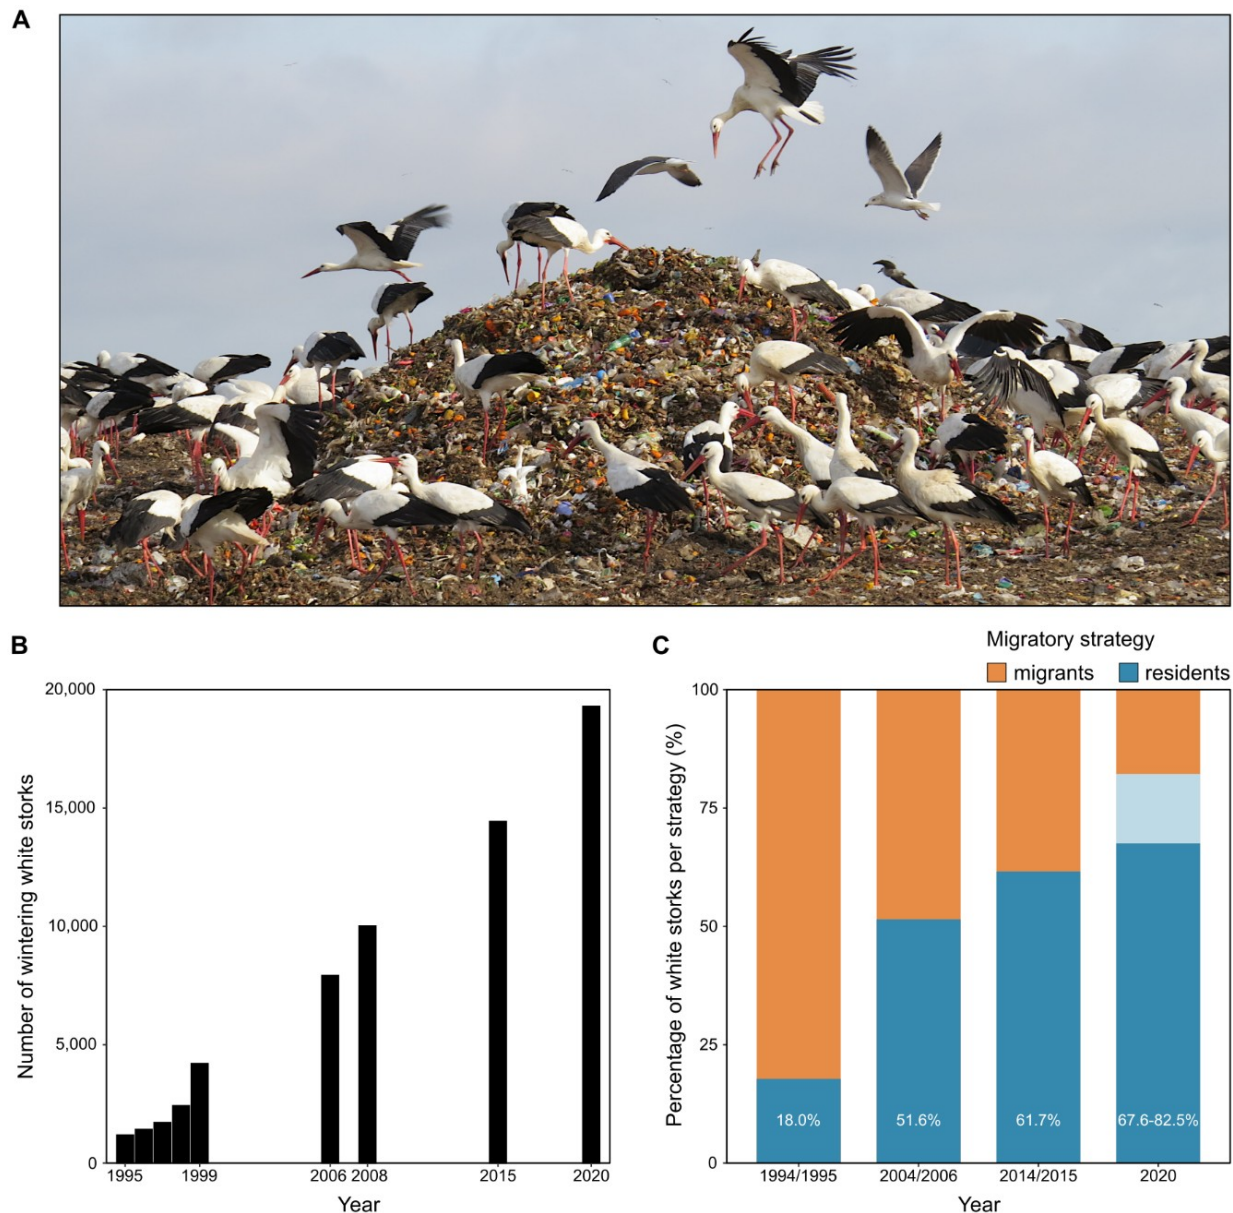 A
B
20,000
15,000
10,000
5,000
0
Number of wintering white storks
1995 1999 2006 2008 2015 2020
Year
C
Migratory strategy
migrants residents
100
75
50
25
0
Percentage of white storks per strategy (%)
18.0% 51.6% 61.7% 67.6-82.5%
1994/1995 2004/2006 2014/2015 2020
Year